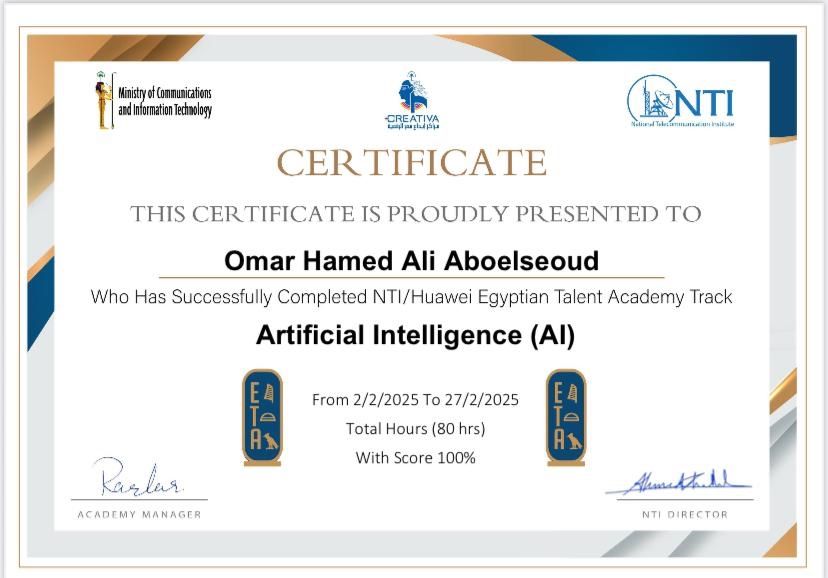 Ministry of Communications
and Information Technology
CREATIVA
مراكز إبداع مصر الرقمية
NTI
National Telecommunication Institute
CERTIFICATE
THIS CERTIFICATE IS PROUDLY PRESENTED TO
Omar Hamed Ali Aboelseoud
Who Has Successfully Completed NTI/Huawei Egyptian Talent Academy Track
Artificial Intelligence (AI)
ETA
ETA
From 2/2/2025 To 27/2/2025
Total Hours (80 hrs)
With Score 100%
ACADEMY MANAGER
NTI DIRECTOR